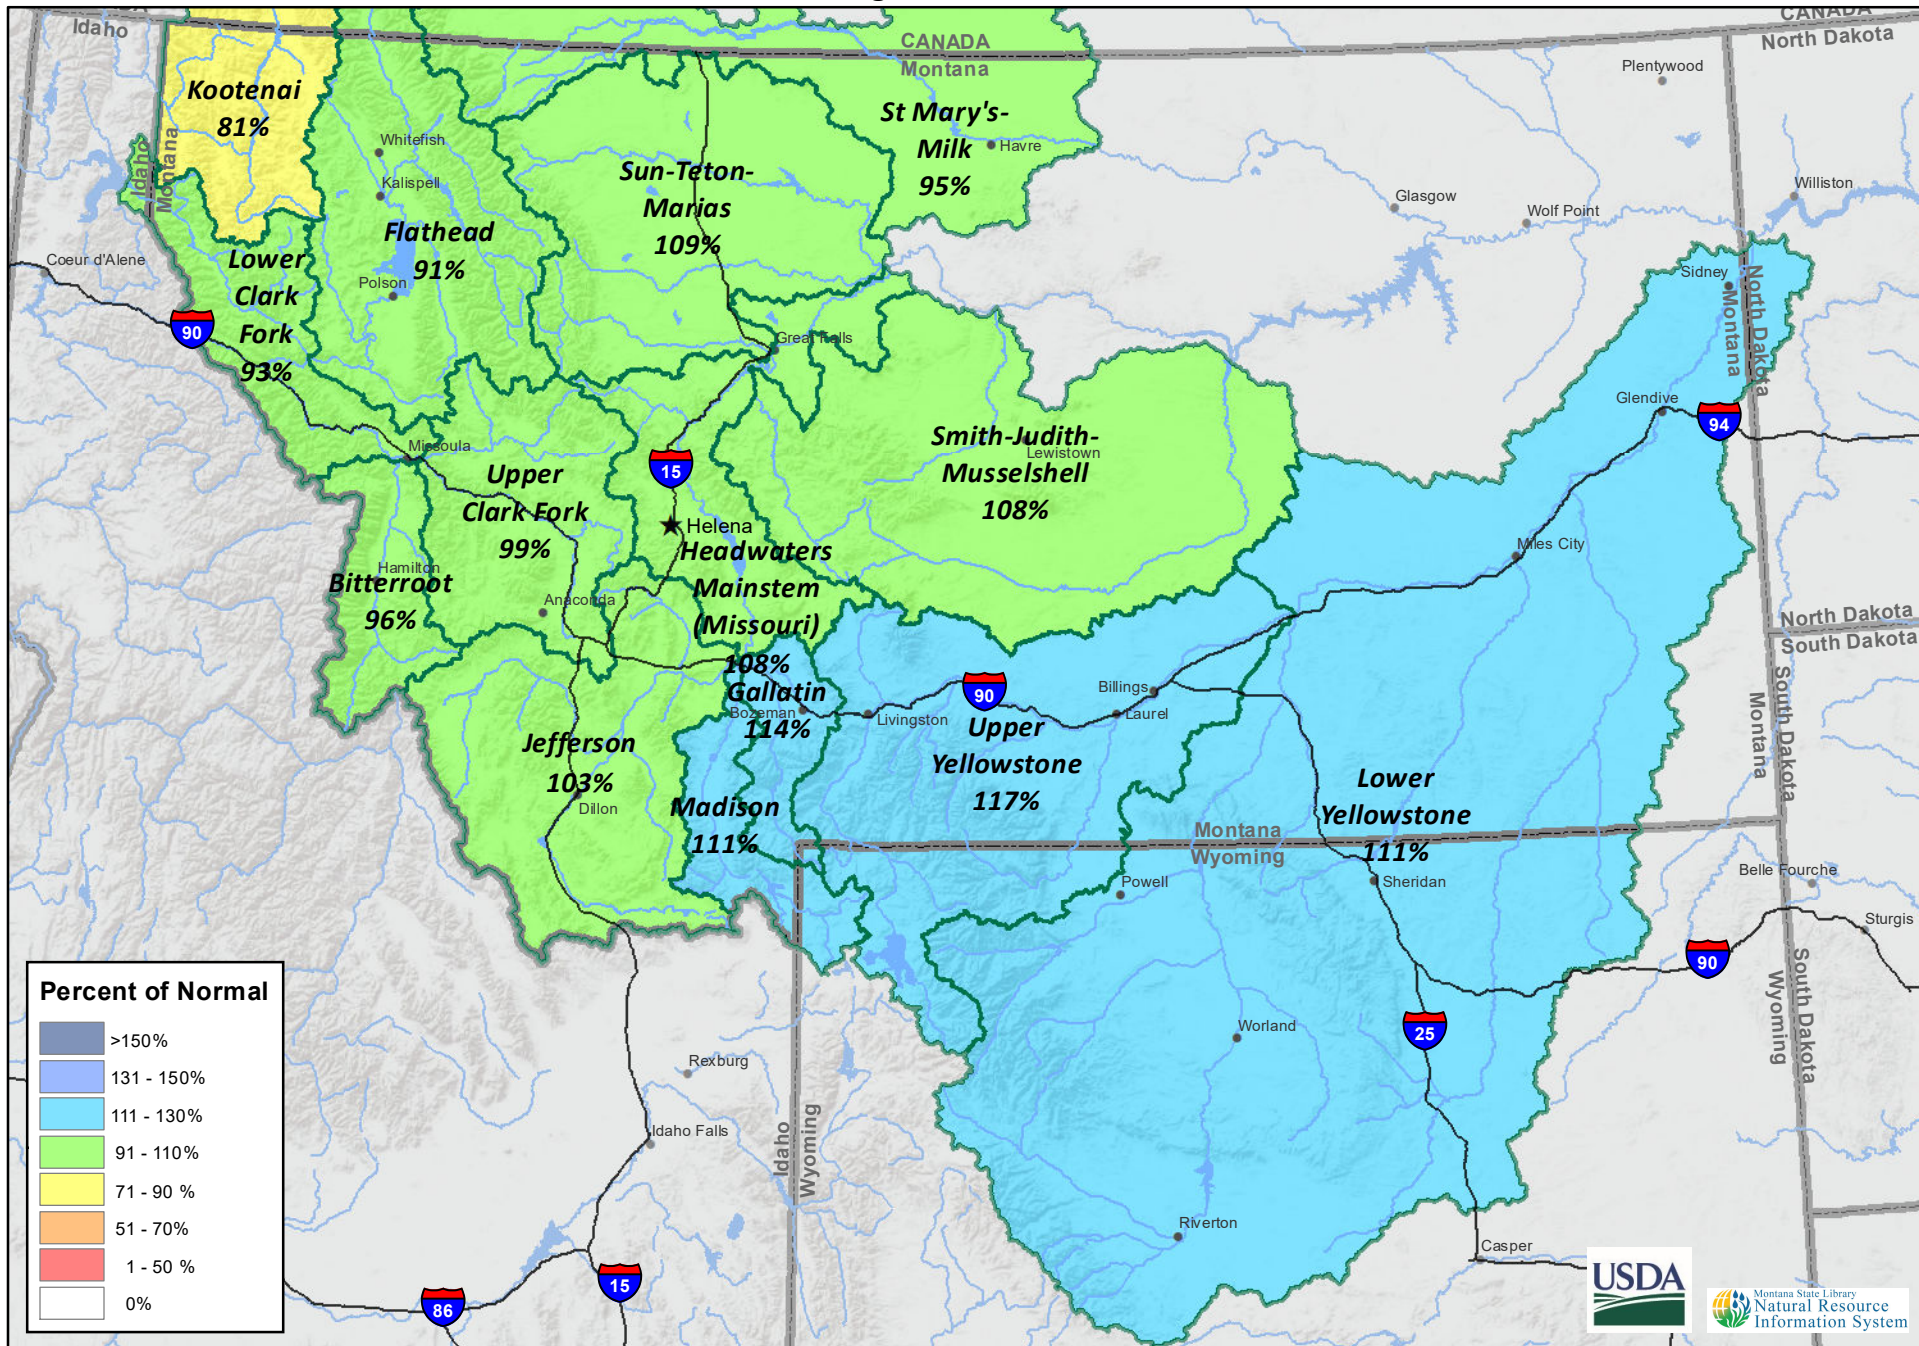 CANADA
Idaho
CANADA
Montana
CANADA
North Dakota
Plentywood
Kootenai
81%
Whitefish
Kalispell
Idaho
Montana
St Mary's-
Milk
95%
Havre
Sun-Teton-
Marias
109%
Glasgow
Wolf Point
Williston
Flathead
91%
Polson
Coeur d'Alene
Lower
Clark
Fork
93%
90
Sidney
North Dakota
Montana
Great Falls
Glendive
94
Missoula
15
Smith-Judith-
Lewistown
Musselshell
108%
Upper
Clark Fork
99%
Helena
Headwaters
Mainstem
(Missouri)
108%
Miles City
Hamilton
Bitterroot
96%
Anaconda
North Dakota
South Dakota
Gallatin
Bozeman
114%
Livingston
90
Billings
Laurel
Upper
Yellowstone
117%
South Dakota
Montana
Jefferson
103%
Dillon
Madison
111%
Lower
Yellowstone
111%
Montana
Wyoming
Powell
Sheridan
Belle Fourche
Sturgis
90
South Dakota
Wyoming
Percent of Normal
>150%
131 - 150%
111 - 130%
91 - 110%
71 - 90 %
51 - 70%
1 - 50 %
0%
Worland
25
Rexburg
Idaho Falls
Idaho
Wyoming
Riverton
Casper
86
15
USDA
Montana State Library
Natural Resource
Information System